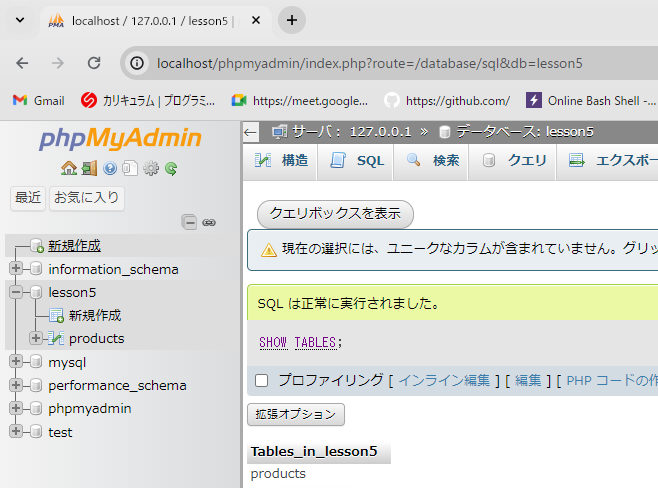 localhost / 127.0.0.1 / lesson5 |
localhost/phpmyadmin/index.php?route=/database/sql&db=lesson5
Gmail カリキュラム | プログラミ... https://meet.google... https://github.com/ Online Bash Shell -
phpMyAdmin
最近 お気に入り
新規作成
information_schema
lesson5
新規作成
products
mysql
performance_schema
phpmyadmin
test
サーバ: 127.0.0.1 » データベース: lesson5
構造 SQL 検索 クエリ エクスポー
クエリボックスを表示
現在の選択には、ユニークなカラムが含まれていません。グリッ
SQL は正常に実行されました。
SHOW TABLES;
プロファイリング [ インライン編集 ] [ 編集 ] [ PHP コードの作
拡張オプション
Tables_in_lesson5
products